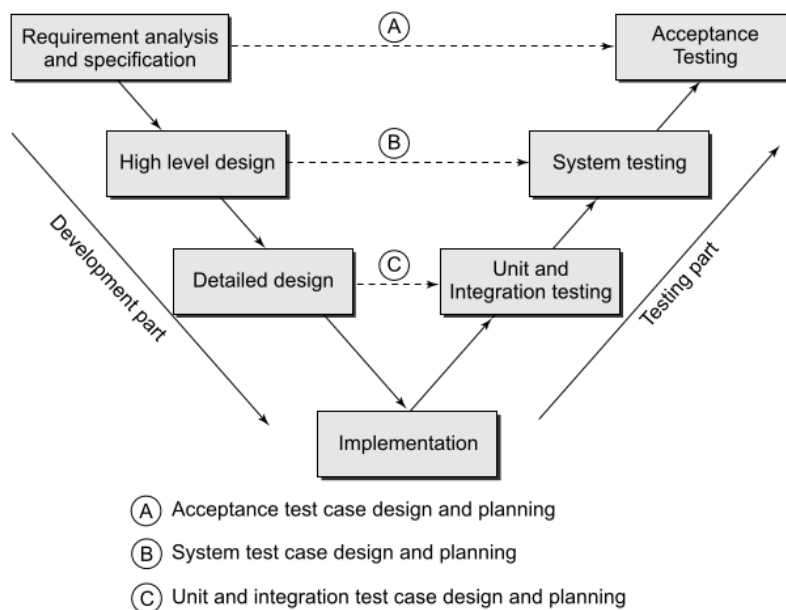 Requirement analysis
and specification
A
Acceptance
Testing
High level design
B
System testing
Detailed design
C
Unit and
Integration testing
Development part
Testing part
Implementation
A Acceptance test case design and planning
B System test case design and planning
C Unit and integration test case design and planning